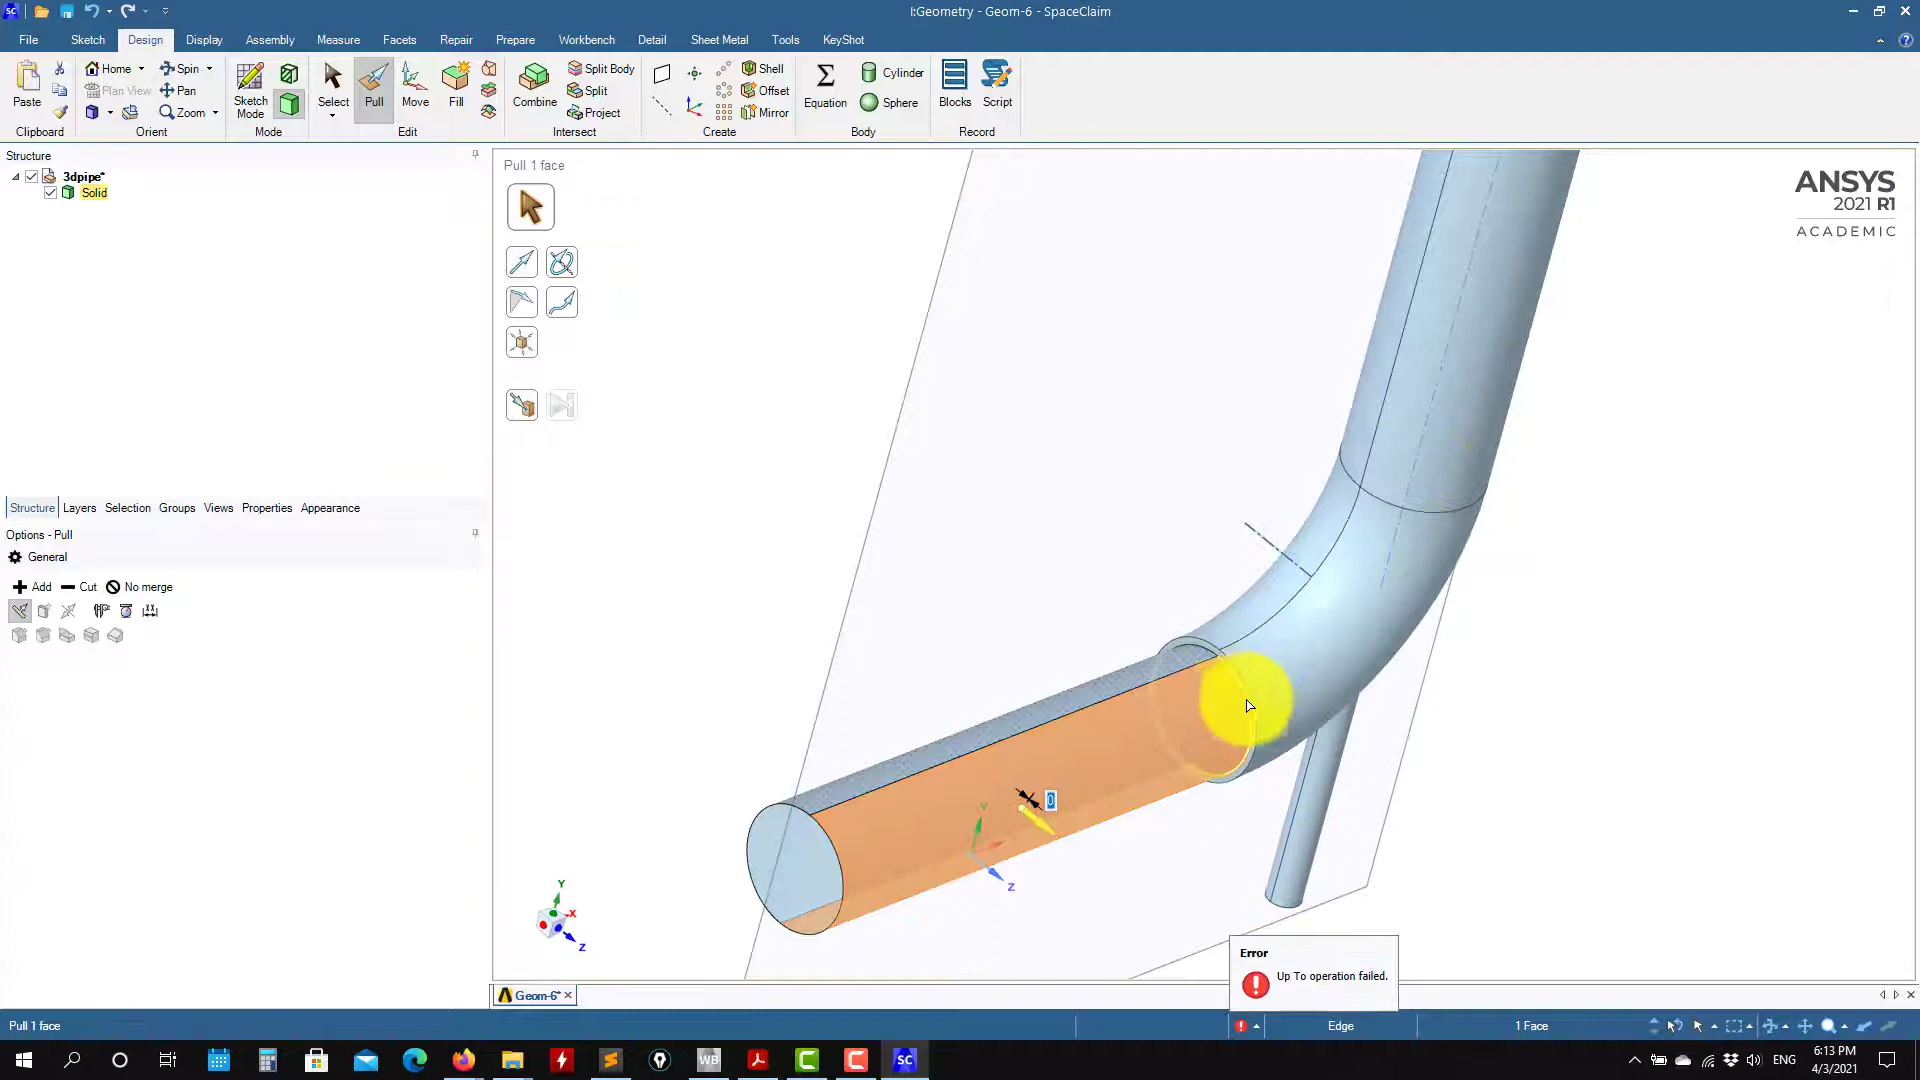 I:Geometry - Geom-6 - SpaceClaim
File Sketch Design Display Assembly Measure Facets Repair Prepare Workbench Detail Sheet Metal Tools KeyShot
Paste
Clipboard
Home
Plan View
Spin
Pan
Zoom
Orient
Sketch Mode
Mode
Select
Pull
Move
Fill
Edit
Combine
Split Body
Split
Project
Intersect
Shell
Offset
Mirror
Create
Equation
Cylinder
Sphere
Body
Blocks
Script
Record
Structure
3dpipe*
Solid
Structure Layers Selection Groups Views Properties Appearance
Options - Pull
General
Add Cut No merge
Pull 1 face
ANSYS
2021 R1
ACADEMIC
0
Y
Z
Y
X
Z
Error
Up To operation failed.
Geom-6*
Pull 1 face
Edge
1 Face
WB
SC
ENG
6:13 PM
4/3/2021